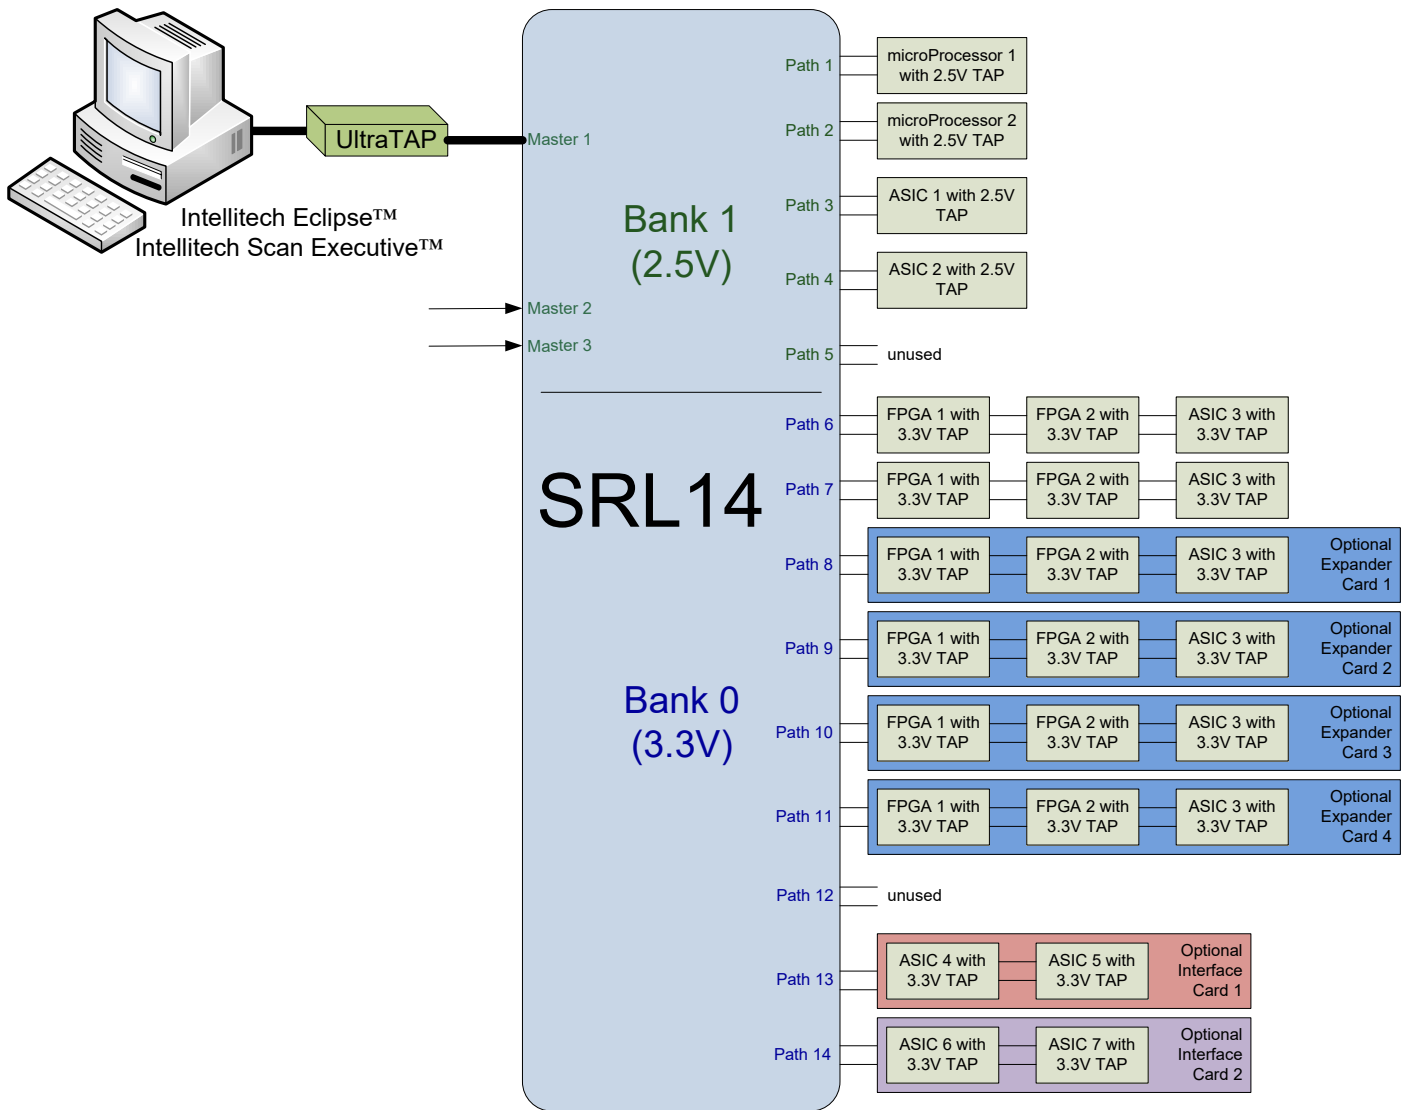 UltraTAP
Intellitech Eclipse™
Intellitech Scan Executive™
Master 1
Master 2
Master 3
Bank 1
(2.5V)
SRL14
Bank 0
(3.3V)
Path 1
microProcessor 1
with 2.5V TAP
Path 2
microProcessor 2
with 2.5V TAP
Path 3
ASIC 1 with 2.5V
TAP
Path 4
ASIC 2 with 2.5V
TAP
Path 5
unused
Path 6
FPGA 1 with
3.3V TAP
FPGA 2 with
3.3V TAP
ASIC 3 with
3.3V TAP
Path 7
FPGA 1 with
3.3V TAP
FPGA 2 with
3.3V TAP
ASIC 3 with
3.3V TAP
Path 8
FPGA 1 with
3.3V TAP
FPGA 2 with
3.3V TAP
ASIC 3 with
3.3V TAP
Optional
Expander
Card 1
Path 9
FPGA 1 with
3.3V TAP
FPGA 2 with
3.3V TAP
ASIC 3 with
3.3V TAP
Optional
Expander
Card 2
Path 10
FPGA 1 with
3.3V TAP
FPGA 2 with
3.3V TAP
ASIC 3 with
3.3V TAP
Optional
Expander
Card 3
Path 11
FPGA 1 with
3.3V TAP
FPGA 2 with
3.3V TAP
ASIC 3 with
3.3V TAP
Optional
Expander
Card 4
Path 12
unused
Path 13
ASIC 4 with
3.3V TAP
ASIC 5 with
3.3V TAP
Optional
Interface
Card 1
Path 14
ASIC 6 with
3.3V TAP
ASIC 7 with
3.3V TAP
Optional
Interface
Card 2